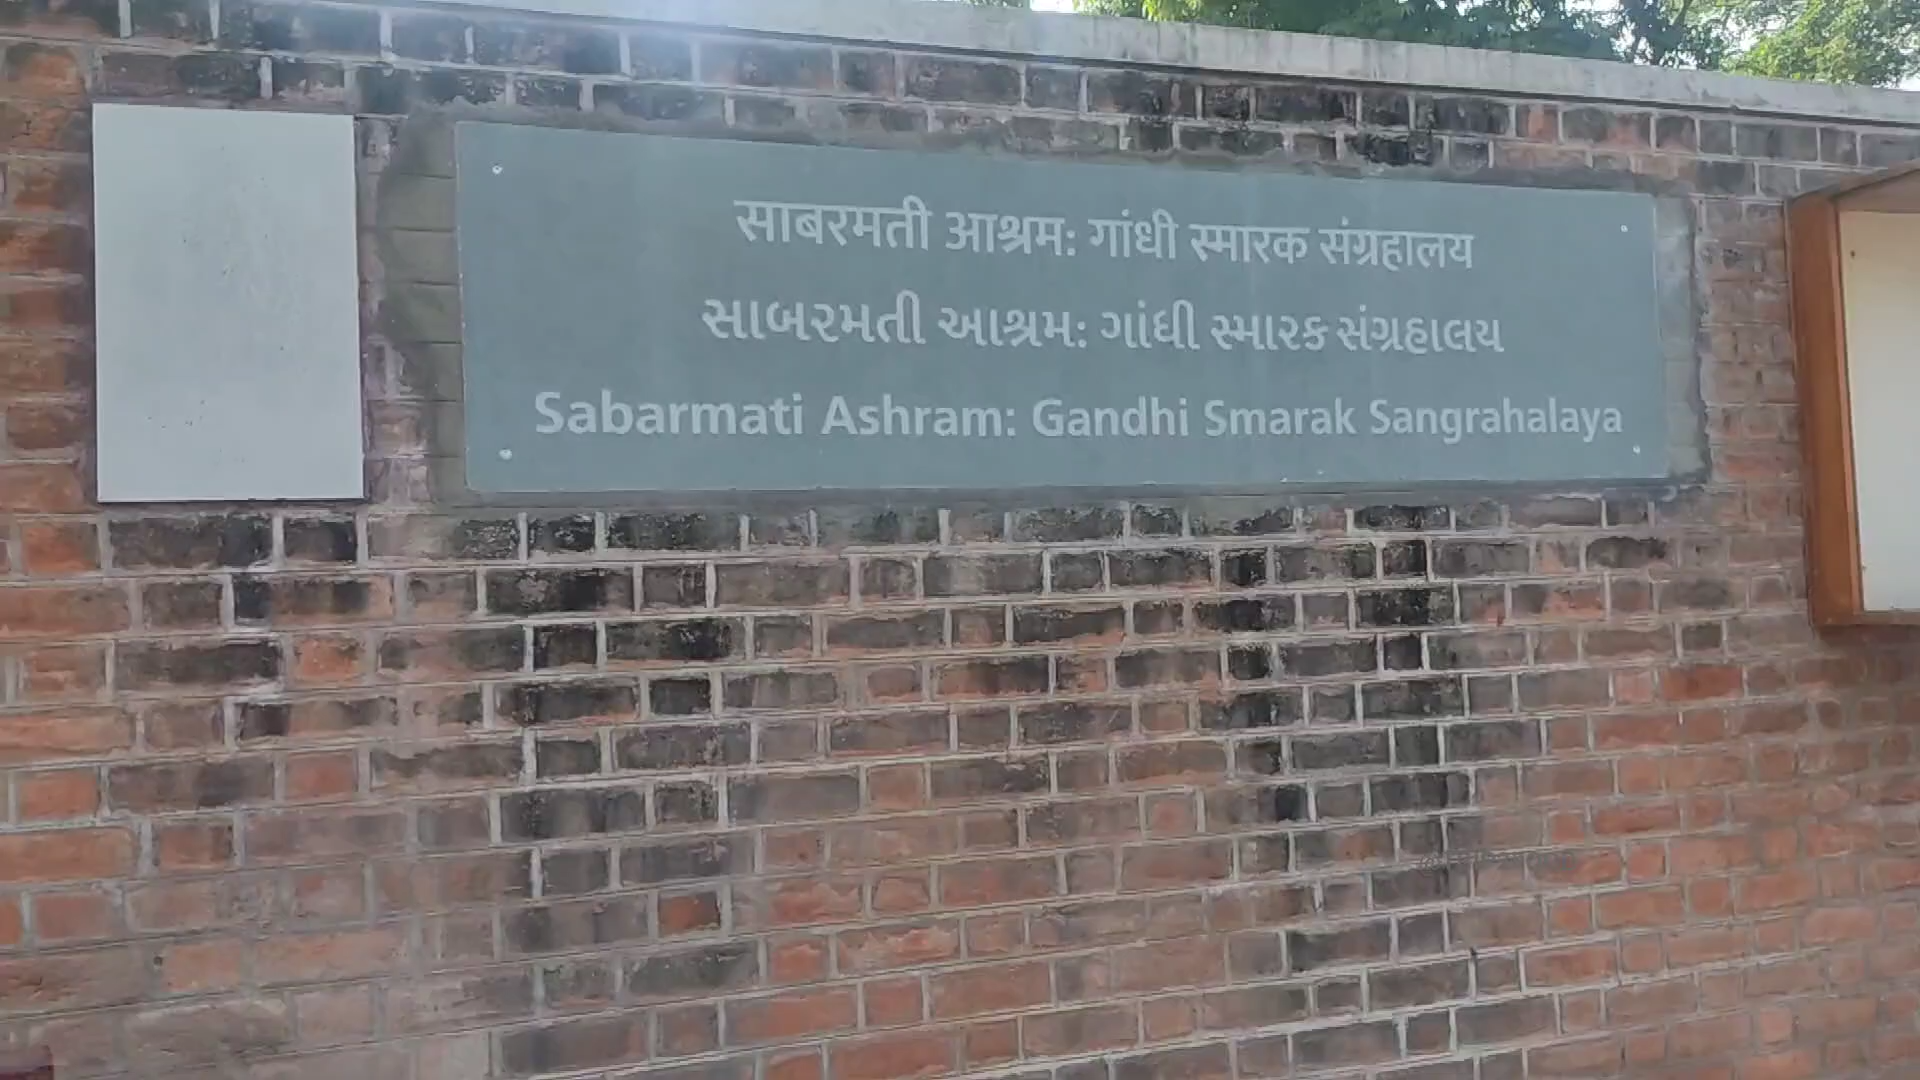 साबरमती आश्रम: गांधी स्मारक संग्रहालय
સાબરમતી આશ્રમ: ગાંધી સ્મારક સંગ્રહાલય
Sabarmati Ashram: Gandhi Smarak Sangrahalaya